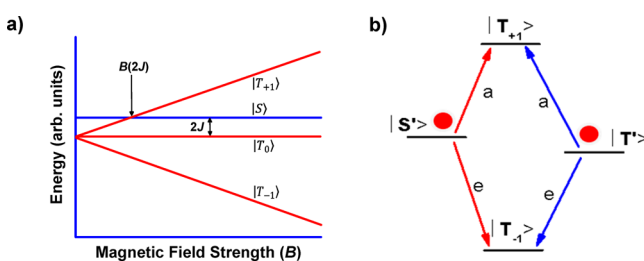 a)
B(2J)
|T+1⟩
|S⟩
2J
|T0⟩
|T−1⟩
Energy (arb. units)
Magnetic Field Strength (B)
b)
| T+1 >
a
a
| S' >
| T' >
e
e
| T-1 >